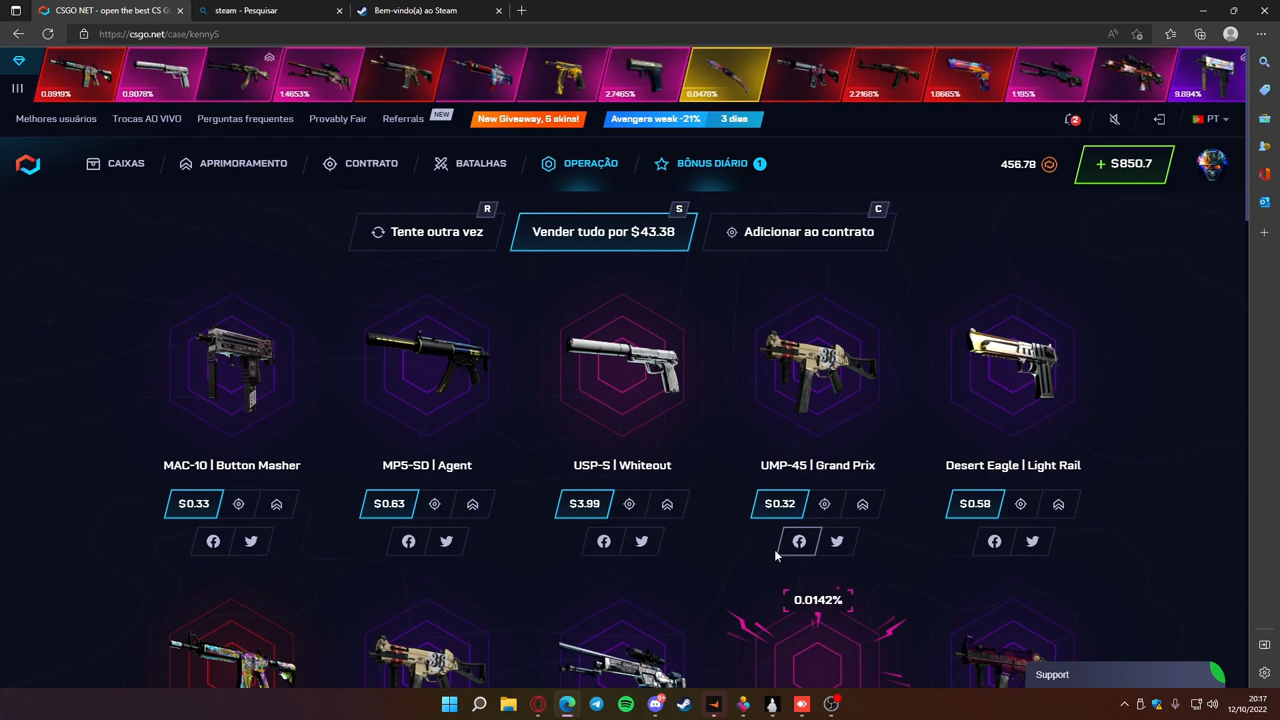 CSGO NET - open the best CS G
steam - Pesquisar
Bem-vindo(a) ao Steam
https://csgo.net/case/kennyS
0.8919%
0.9078%
1.4653%
2.7465%
0.0478%
2.2168%
1.8665%
1.195%
9.894%
Melhores usuários
Trocas AO VIVO
Perguntas frequentes
Provably Fair
Referrals
NEW
New Giveaway, 6 skins!
Avengers week -21%
3 dias
2
PT
CAIXAS
APRIMORAMENTO
CONTRATO
BATALHAS
OPERAÇÃO
BÔNUS DIÁRIO
1
456.78
+ $850.7
R
Tente outra vez
S
Vender tudo por $43.38
C
Adicionar ao contrato
MAC-10 | Button Masher
MP5-SD | Agent
USP-S | Whiteout
UMP-45 | Grand Prix
Desert Eagle | Light Rail
$0.33
$0.63
$3.99
$0.32
$0.58
0.0142%
Support
20:17
12/10/2022